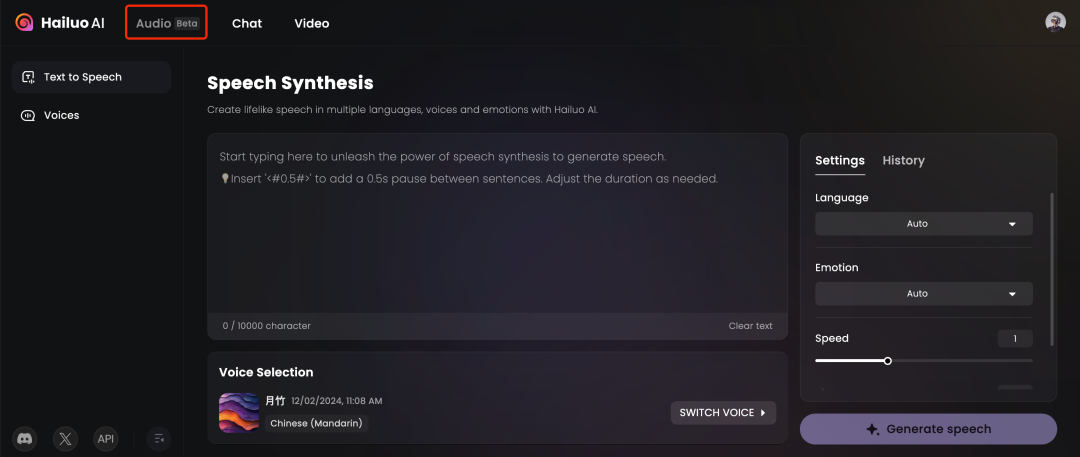 Hailuo AI
Audio Beta
Chat
Video
Text to Speech
Voices
Speech Synthesis
Create lifelike speech in multiple languages, voices and emotions with Hailuo AI.
Start typing here to unleash the power of speech synthesis to generate speech.
Insert '<#0.5#>' to add a 0.5s pause between sentences. Adjust the duration as needed.
0 / 10000 character
Clear text
Voice Selection
月竹 12/02/2024, 11:08 AM
Chinese (Mandarin)
SWITCH VOICE
Settings
History
Language
Auto
Emotion
Auto
Speed
1
Generate speech
API